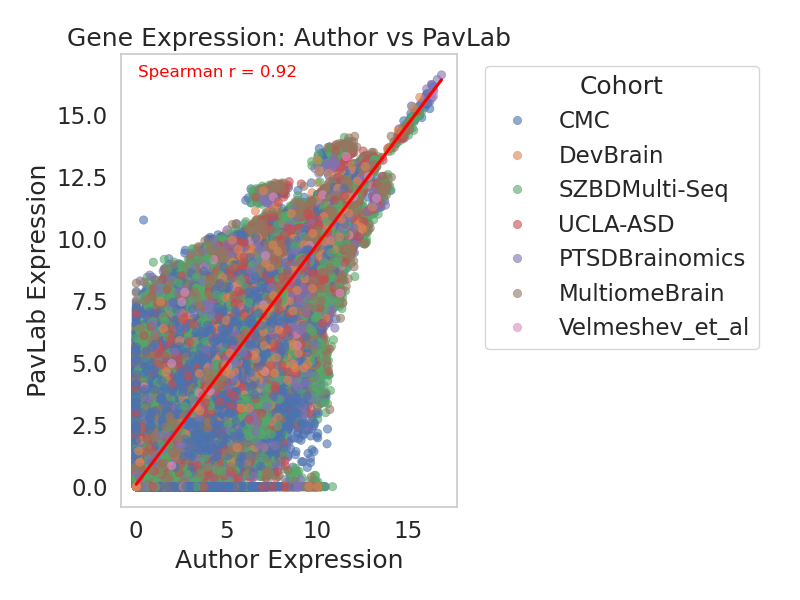 Gene Expression: Author vs PavLab
Spearman r = 0.92
PavLab Expression
15.0
12.5
10.0
7.5
5.0
2.5
0.0
0
5
10
15
Author Expression
Cohort
CMC
DevBrain
SZBDMulti-Seq
UCLA-ASD
PTSDBrainomics
MultiomeBrain
Velmeshev_et_al